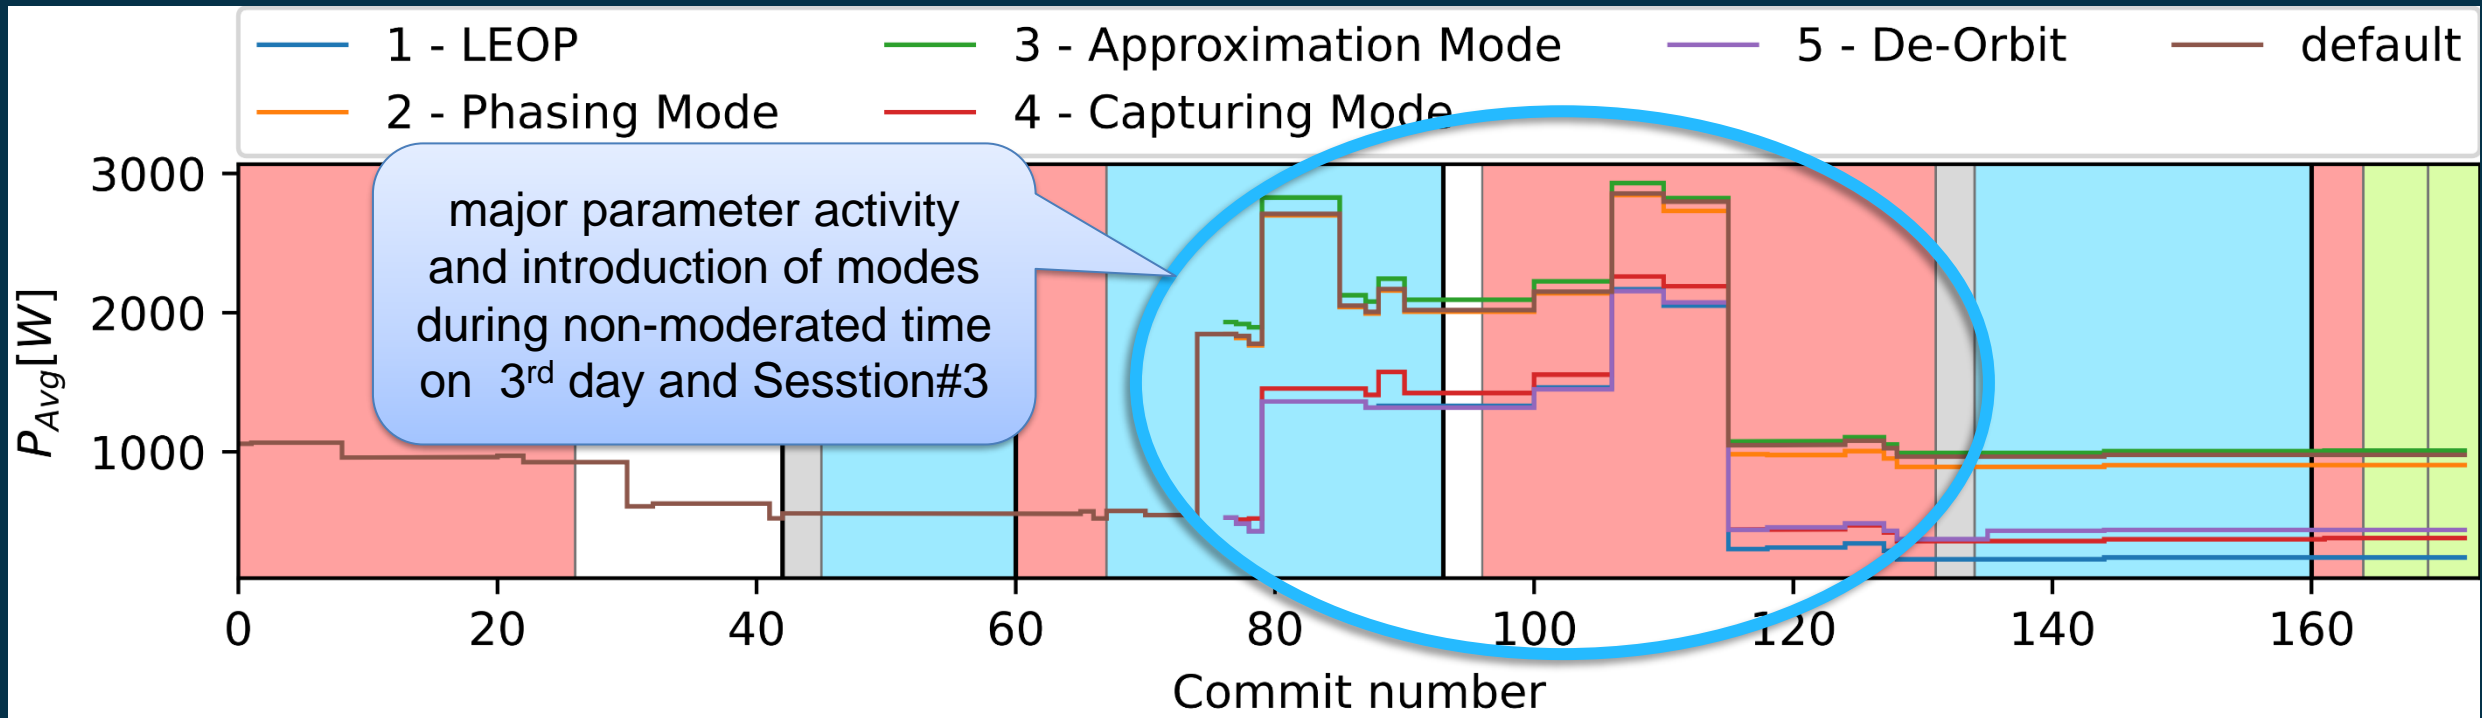 1 - LEOP
3 - Approximation Mode
5 - De-Orbit
default
2 - Phasing Mode
4 - Capturing Mode
major parameter activity
and introduction of modes
during non-moderated time
on 3rd day and Sesstion#3
3000
2000
1000
P_Avg[W]
0 20 40 60 80 100 120 140 160
Commit number